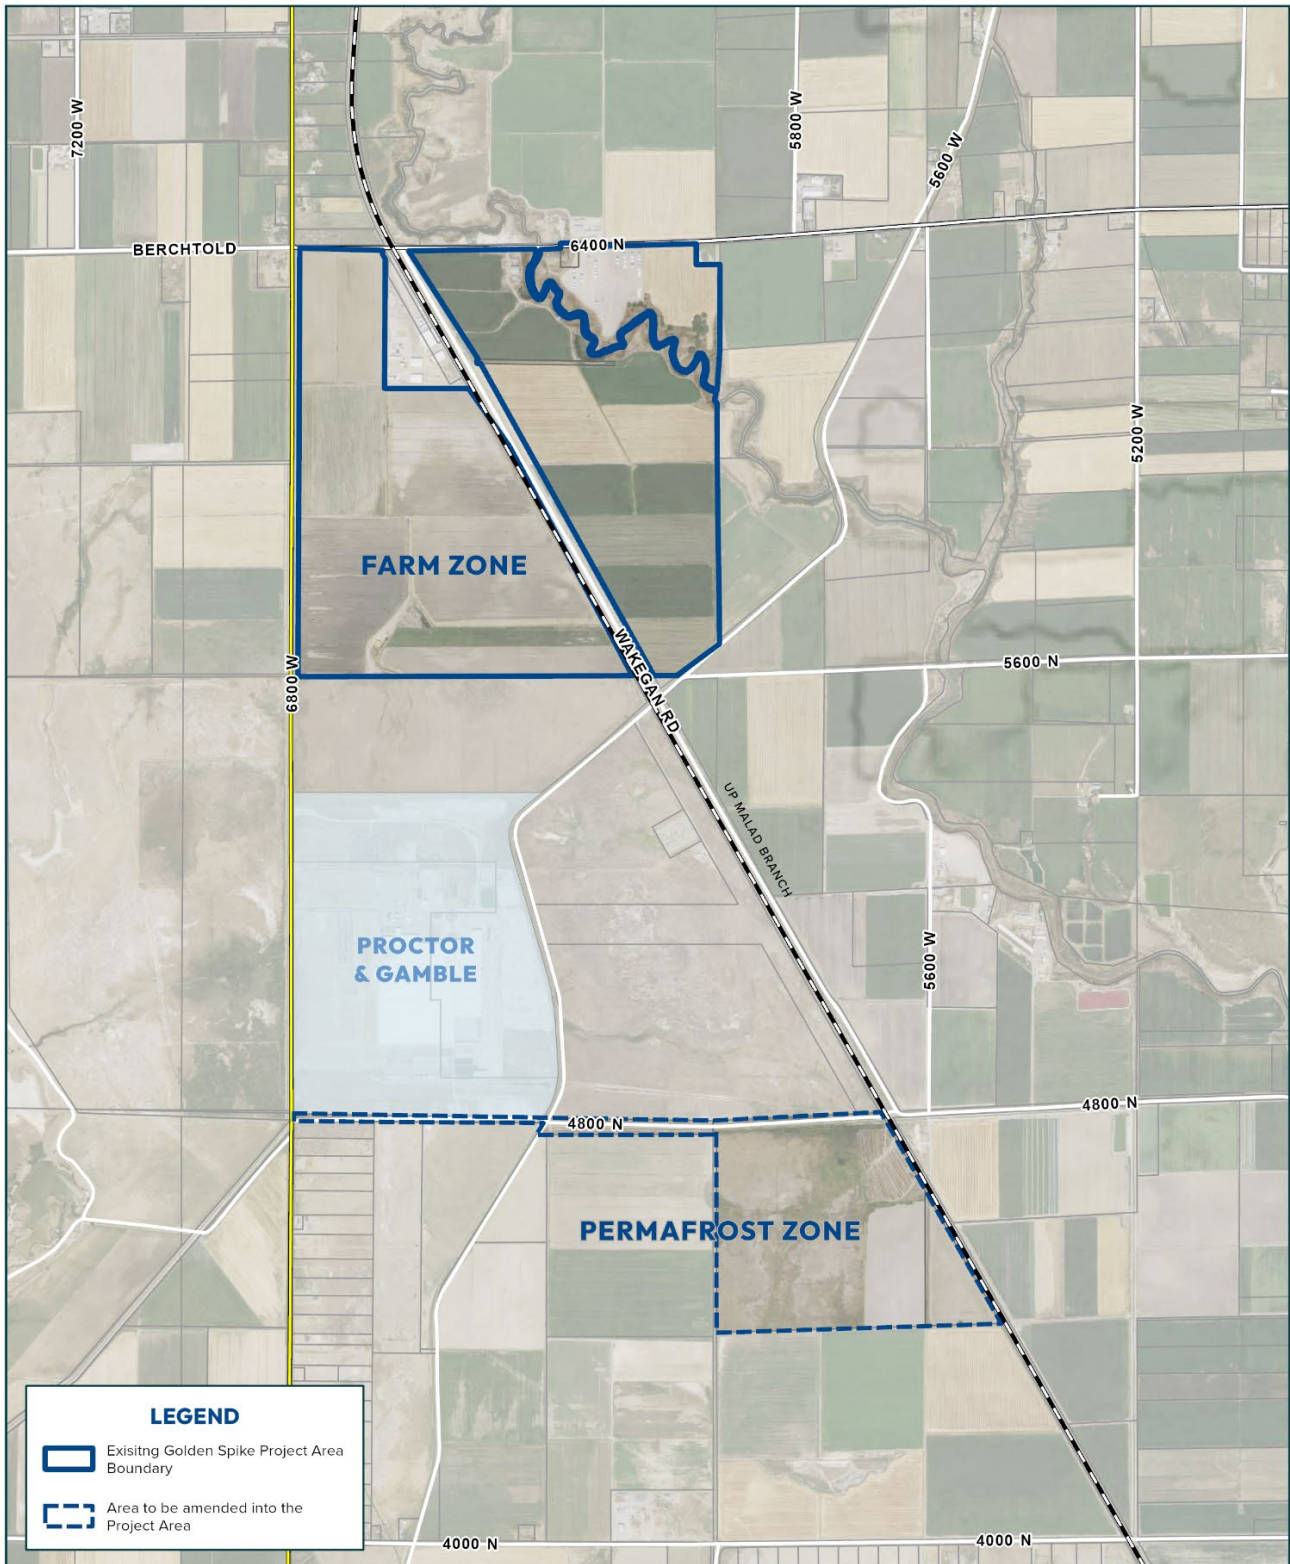 7200 W
5800 W
5600 W
BERCHTOLD
6400 N
5200 W
FARM ZONE
WAKEGAN RD
5600 N
6800 W
UP MALAD BRANCH
PROCTOR
& GAMBLE
5600 W
4800 N
4800 N
PERMAFROST ZONE
LEGEND
Exisitng Golden Spike Project Area
Boundary
Area to be amended into the
Project Area
4000 N
4000 N